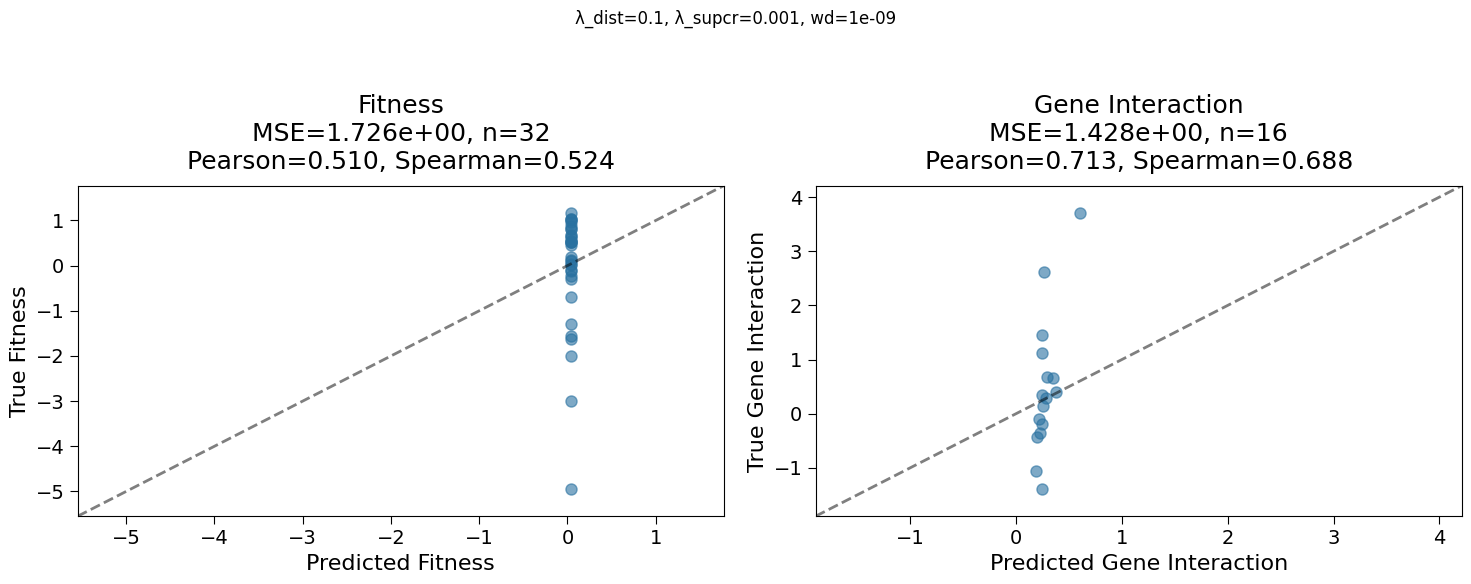 λ_dist=0.1, λ_supcr=0.001, wd=1e-09
Fitness
MSE=1.726e+00, n=32
Pearson=0.510, Spearman=0.524
1
0
−1
−2
−3
−4
−5
True Fitness
−5
−4
−3
−2
−1
0
1
Predicted Fitness
Gene Interaction
MSE=1.428e+00, n=16
Pearson=0.713, Spearman=0.688
4
3
2
1
0
−1
True Gene Interaction
−1
0
1
2
3
4
Predicted Gene Interaction